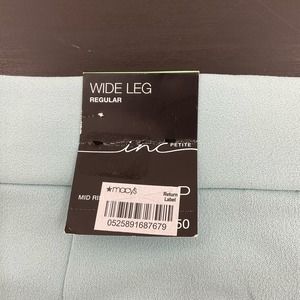 WIDE LEG
REGULAR
inc
PETITE
P
MID RI
★macy's
Return
Label
0525891687679
50